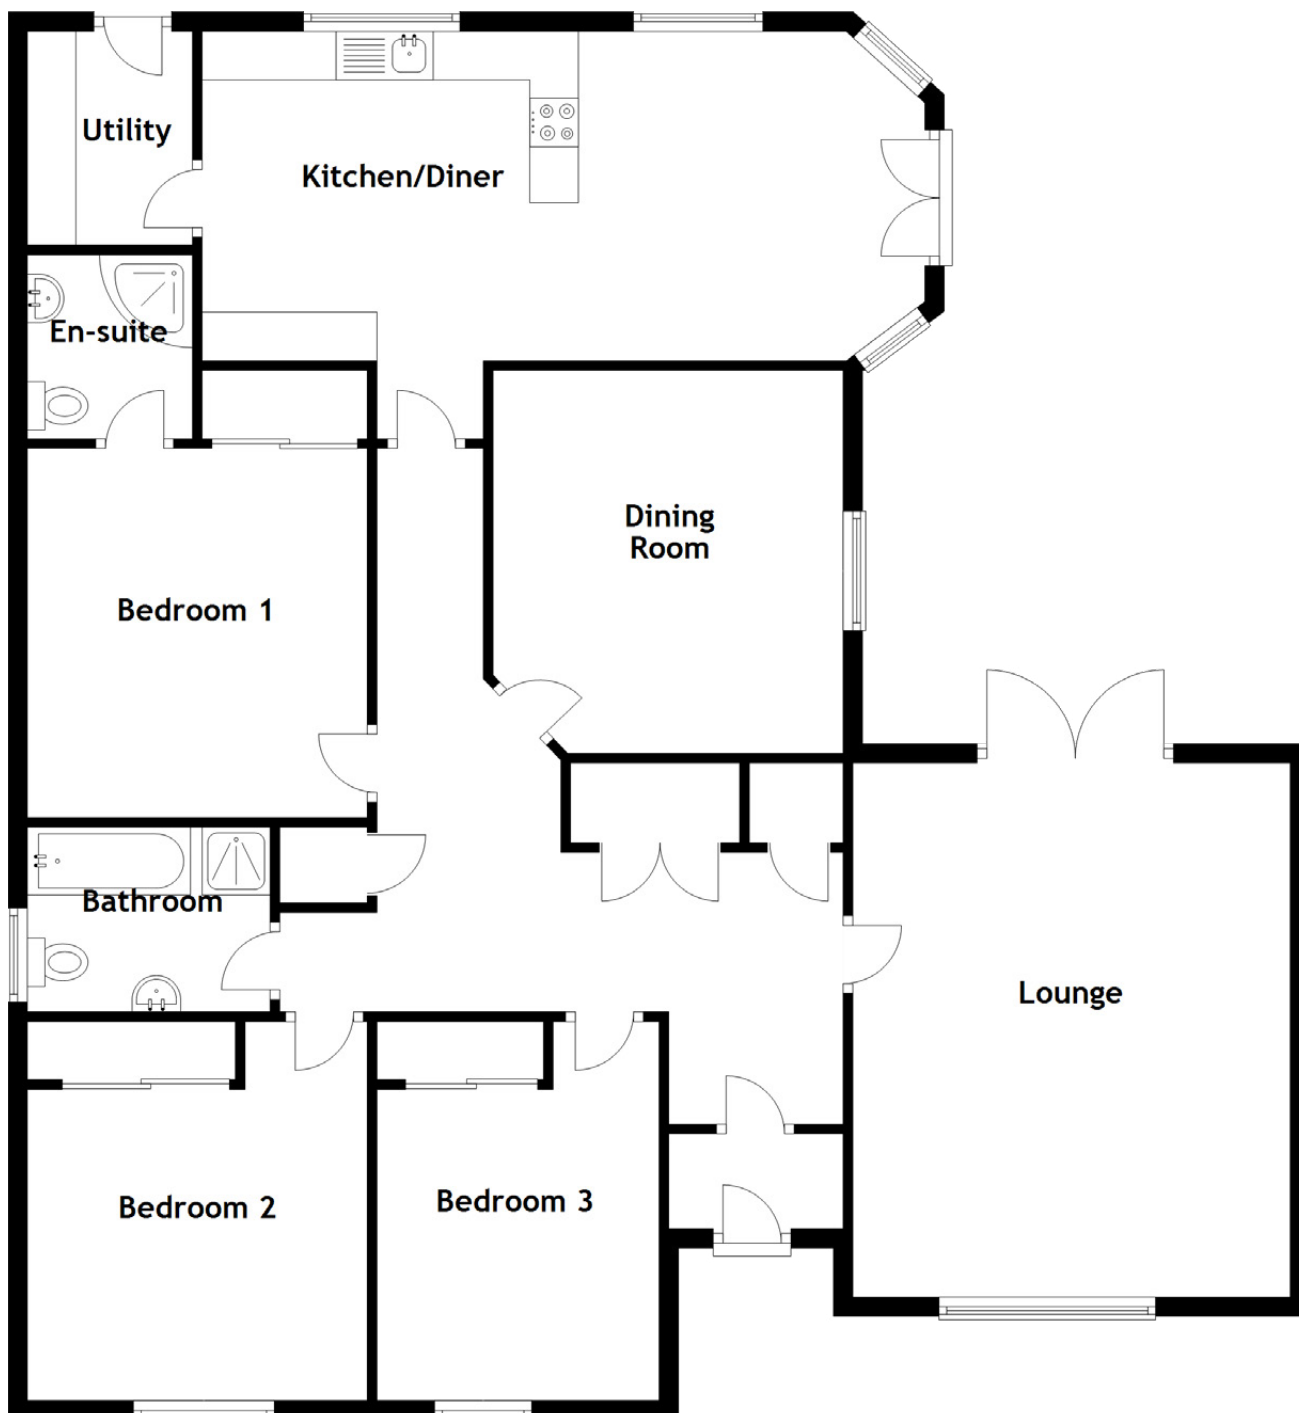 Utility
Kitchen/Diner
En-suite
Dining
Room
Bedroom 1
Bathroom
Lounge
Bedroom 2
Bedroom 3